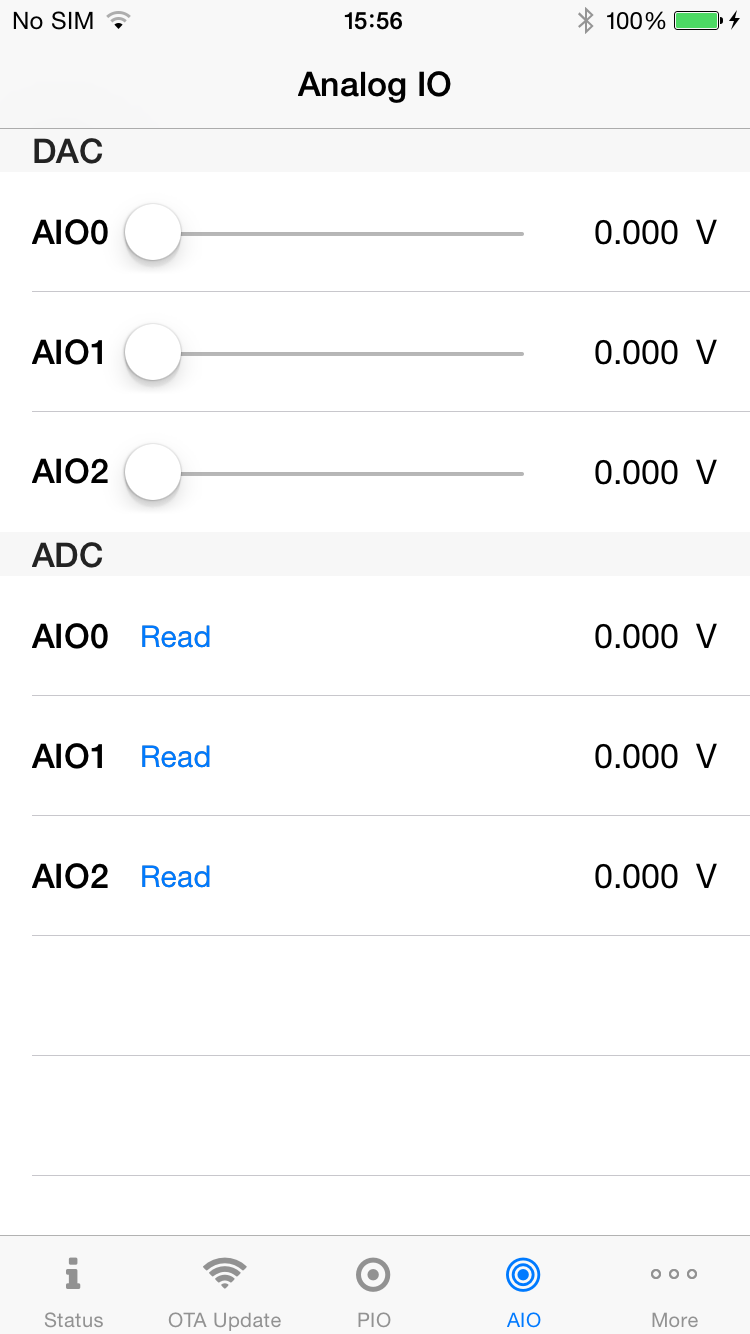 No SIM 15:56 100%
Analog IO
DAC
AIO0 0.000 V
AIO1 0.000 V
AIO2 0.000 V
ADC
AIO0 Read 0.000 V
AIO1 Read 0.000 V
AIO2 Read 0.000 V
Status OTA Update PIO AIO More